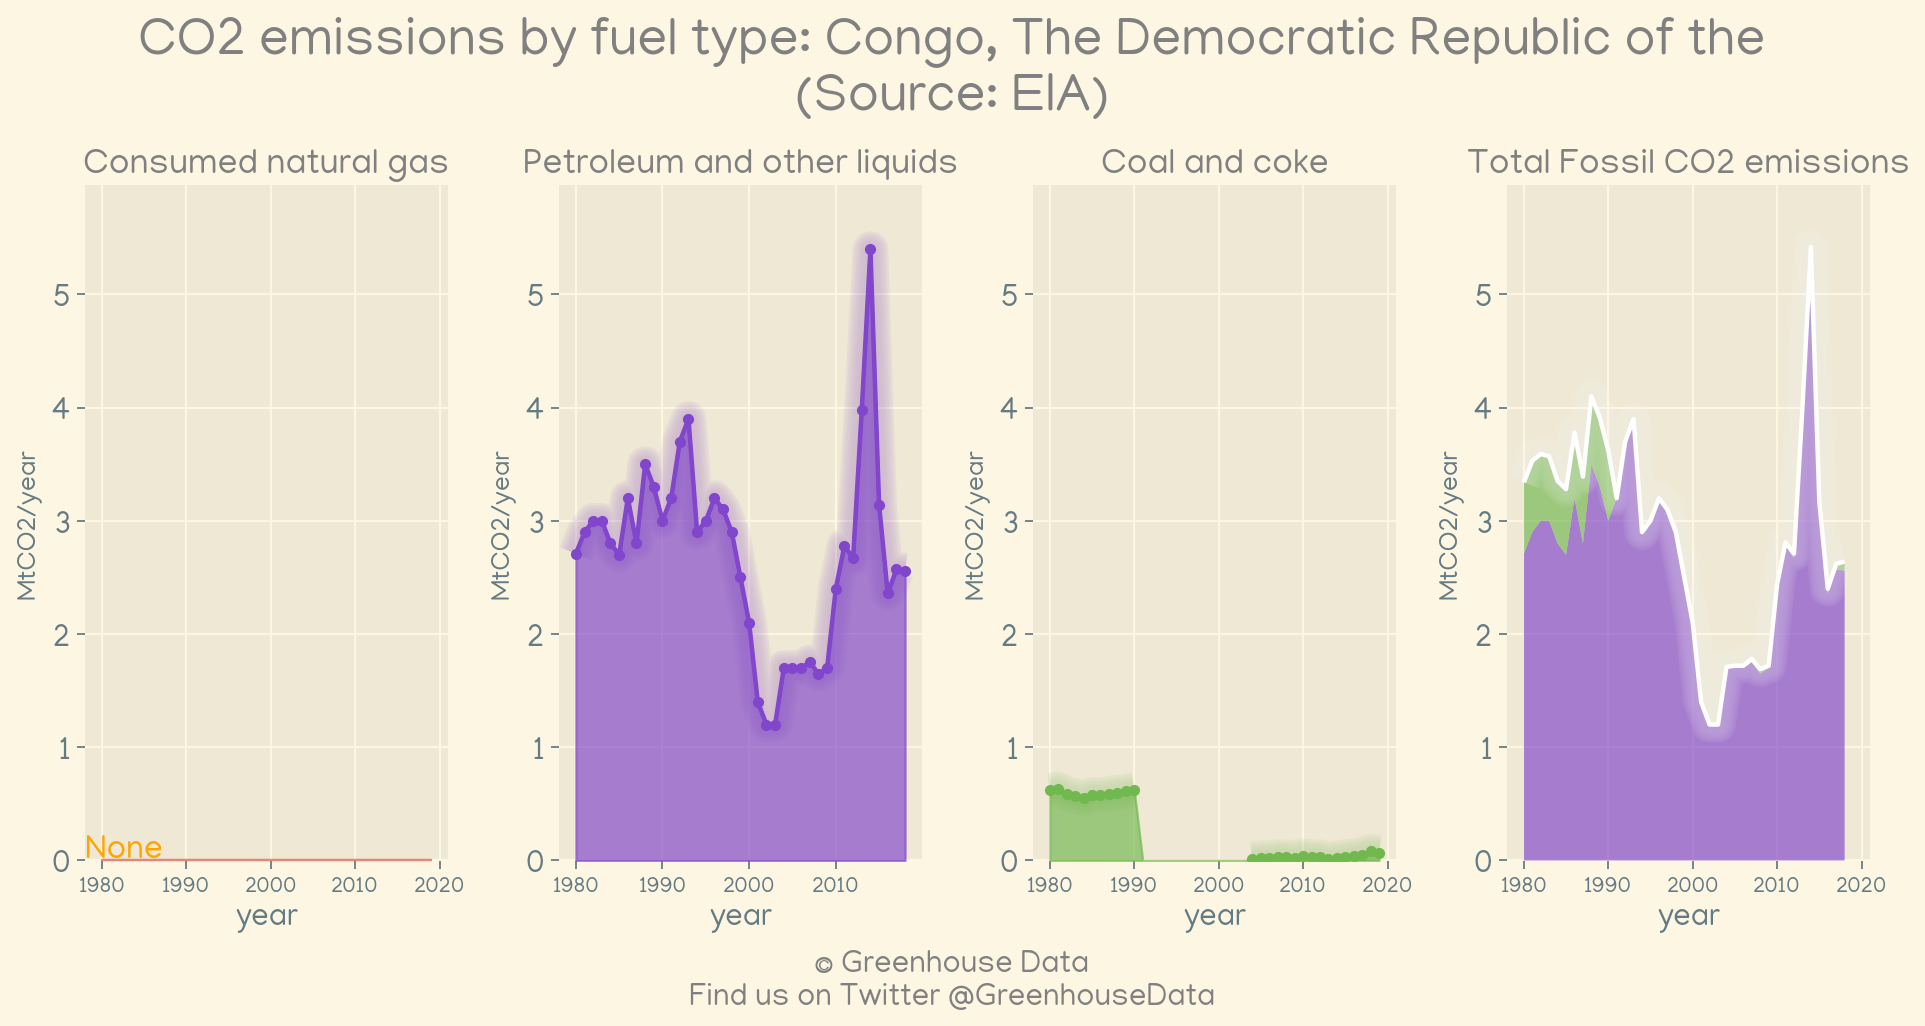 CO2 emissions by fuel type: Congo, The Democratic Republic of the
(Source: EIA)
Consumed natural gas
MtCO2/year
5
4
3
2
1
0
None
1980 1990 2000 2010 2020
year
Petroleum and other liquids
MtCO2/year
5
4
3
2
1
0
1980 1990 2000 2010
year
Coal and coke
MtCO2/year
5
4
3
2
1
0
1980 1990 2000 2010 2020
year
Total Fossil CO2 emissions
MtCO2/year
5
4
3
2
1
0
1980 1990 2000 2010 2020
year
© Greenhouse Data
Find us on Twitter @GreenhouseData